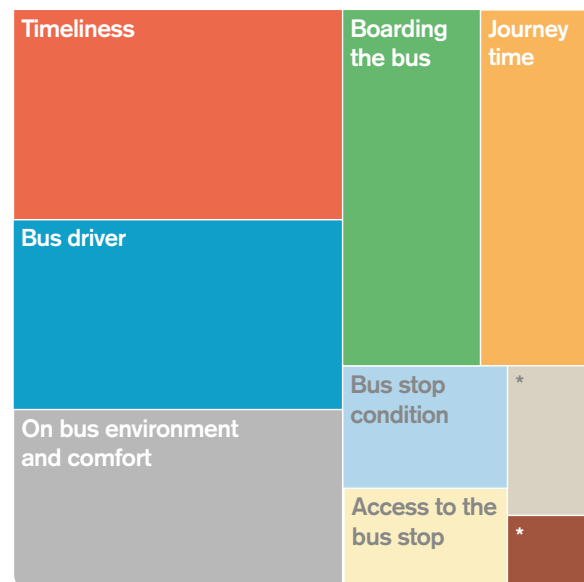 Timeliness
Boarding
the bus
Journey
time
Bus driver
On bus environment
and comfort
Bus stop
condition
*
Access to the
bus stop
*